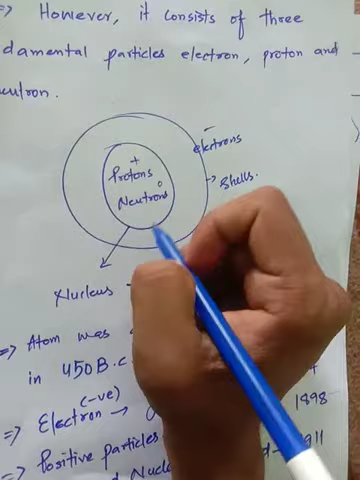 => However, it consists of three
damental particles electron, proton and
eutron.
-
electrons
+
Protons
o
Neutrons
-> Shells.
Nucleus
=> Atom was
in 450 B.C
(-ve)
=> Electron -> 1898
=> Positive particles 1911
Nucl